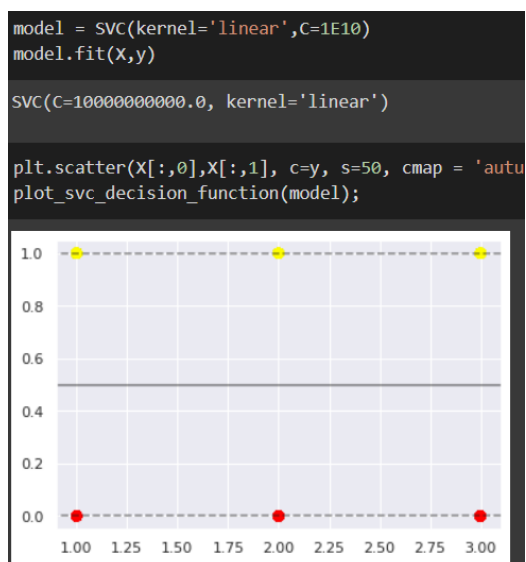 model = SVC(kernel='linear',C=1E10)
model.fit(X,y)
SVC(C=10000000000.0, kernel='linear')
plt.scatter(X[:,0],X[:,1], c=y, s=50, cmap = 'autu
plot_svc_decision_function(model);
1.0
0.8
0.6
0.4
0.2
0.0
1.00 1.25 1.50 1.75 2.00 2.25 2.50 2.75 3.00